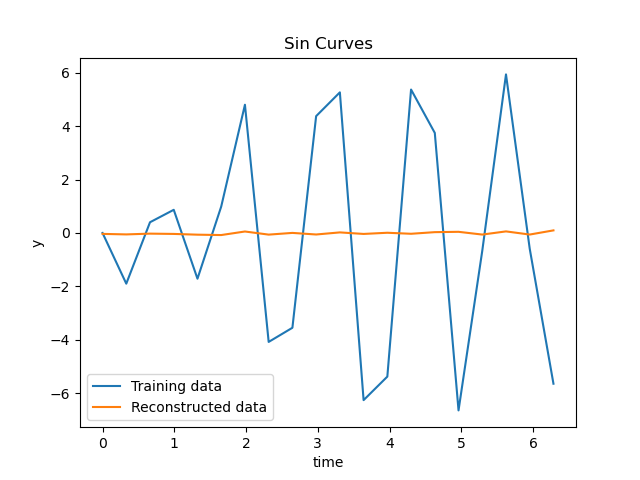 Sin Curves
6
4
2
0
−2
−4
−6
y
Training data
Reconstructed data
0 1 2 3 4 5 6
time